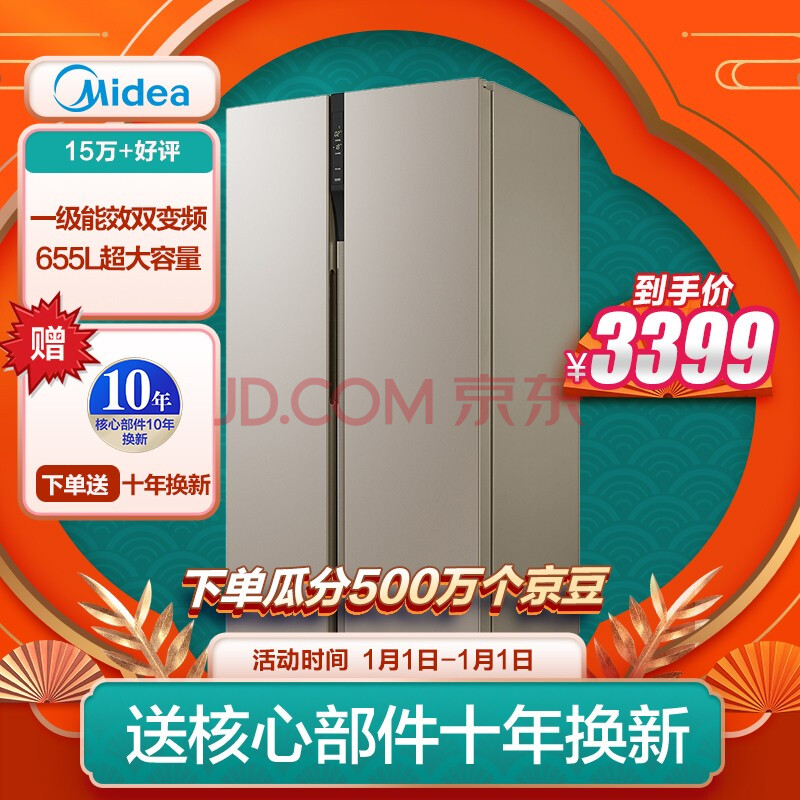 Midea
15万+好评
一级能效双变频
655L超大容量
赠
10年
核心部件10年
换新
下单送 十年换新
到手价
¥3399
JD.COM 京东
下单瓜分500万个京豆
活动时间 1月1日-1月1日
送核心部件十年换新